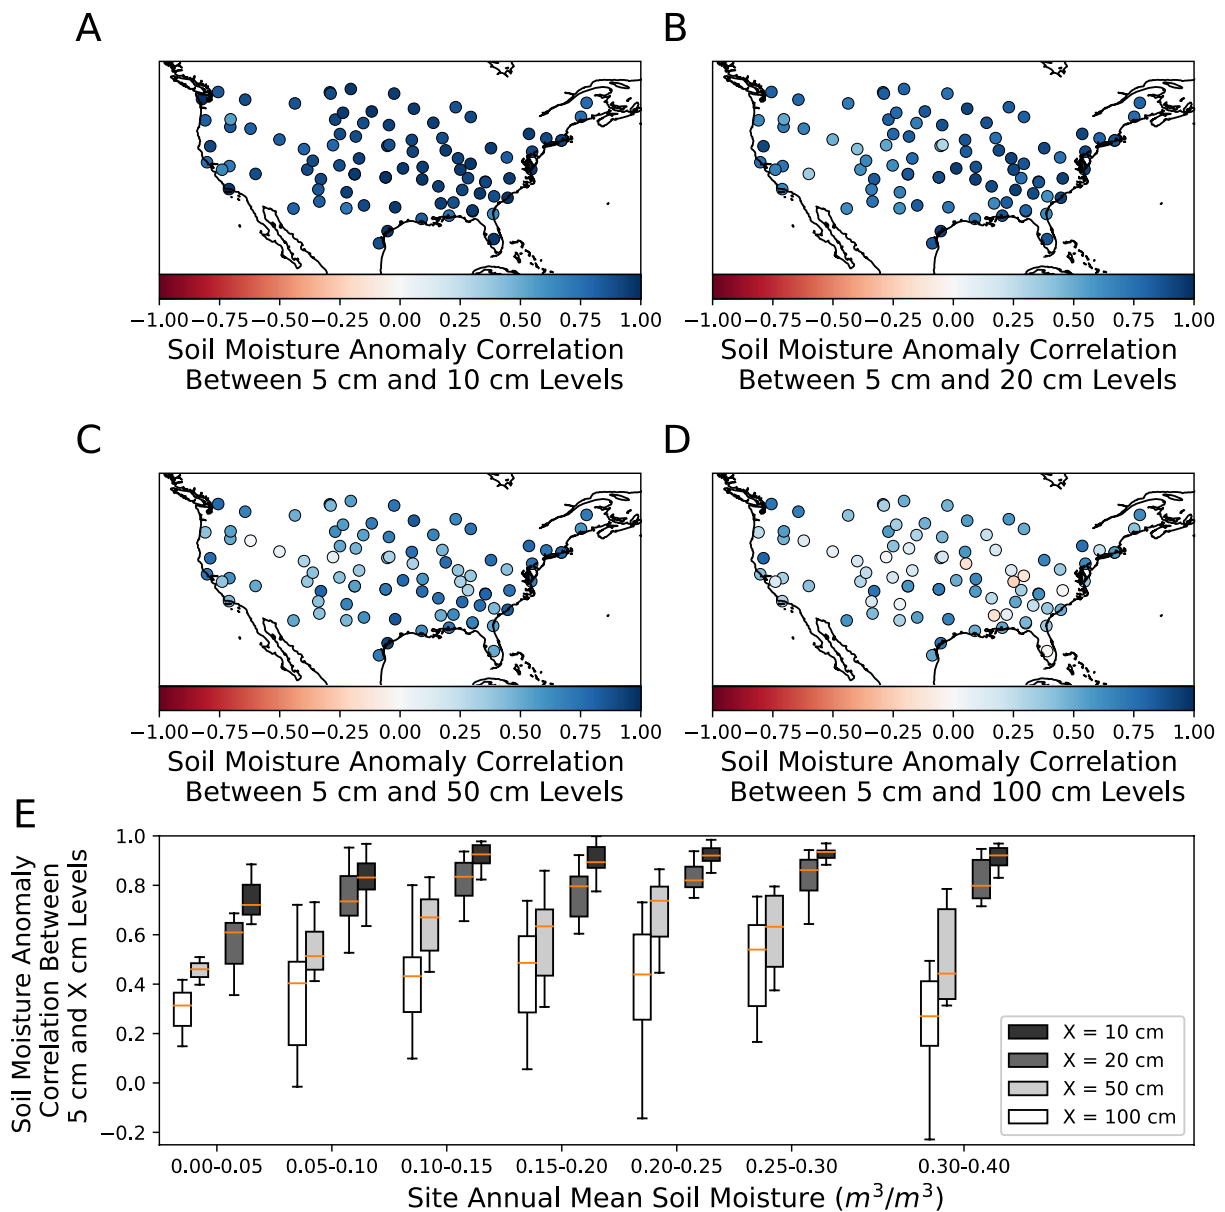 A
B
−1.00 −0.75 −0.50 −0.25 0.00 0.25 0.50 0.75 1.00
Soil Moisture Anomaly Correlation
Between 5 cm and 10 cm Levels
−1.00 −0.75 −0.50 −0.25 0.00 0.25 0.50 0.75 1.00
Soil Moisture Anomaly Correlation
Between 5 cm and 20 cm Levels
C
D
−1.00 −0.75 −0.50 −0.25 0.00 0.25 0.50 0.75 1.00
Soil Moisture Anomaly Correlation
Between 5 cm and 50 cm Levels
−1.00 −0.75 −0.50 −0.25 0.00 0.25 0.50 0.75 1.00
Soil Moisture Anomaly Correlation
Between 5 cm and 100 cm Levels
E
Soil Moisture Anomaly
Correlation Between
5 cm and X cm Levels
1.0
0.8
0.6
0.4
0.2
0.0
−0.2
X = 10 cm
X = 20 cm
X = 50 cm
X = 100 cm
0.00-0.05 0.05-0.10 0.10-0.15 0.15-0.20 0.20-0.25 0.25-0.30 0.30-0.40
Site Annual Mean Soil Moisture (m³/m³)